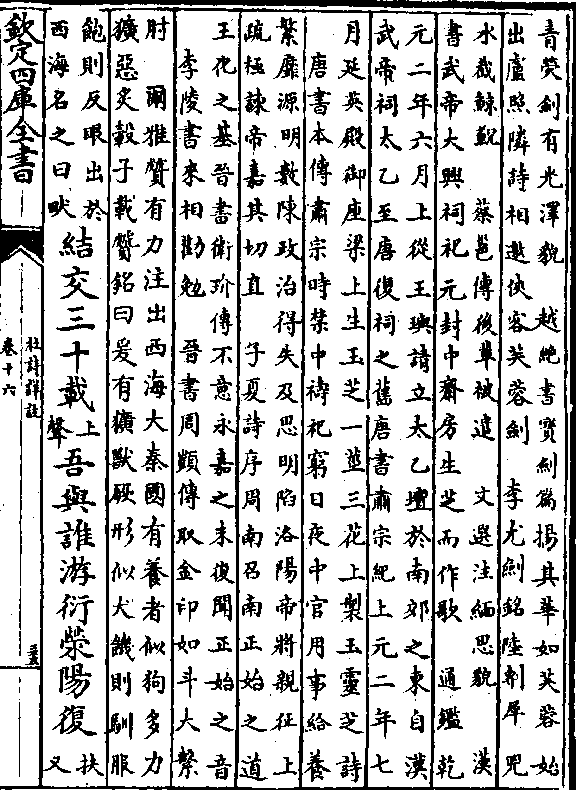 青熒劍有光澤貌　越絶書寶劍篇揚其華如芙蓉始
出盧照隣詩相邀俠客芙蓉劍　李尤劍銘陸剸犀兕
水截鯨鯢　蔡邕傳後輩被遣　文選注緬思貌　漢
書武帝大興祠祀元封中齋房生芝而作歌　通鑑乾
元二年六月上從王璵請立太乙壇於南郊之東自漢
武帝祠太乙至唐復祠之舊唐書肅宗紀上元二年七
月延英殿御座梁上生玉芝一莖三花上製玉靈芝詩
唐書本傳肅宗時禁中禱祀窮日夜中官用事給養
繁靡源明數陳政治得失及思明陷洛陽帝將親征上
疏極諫帝嘉其切直　子夏詩序周南召南正始之道
王化之基晉書衛玠傳不意永嘉之末復聞正始之音
李陵書來相勸勉　晉書周顗傳取金印如斗大繫
肘　爾雅贙有力注出西海大秦國有養者似狗多力
獷惡炙轂子載贙銘曰爰有獷獸厥形似犬饑則馴服
飽則反眼出於
西海名之曰
結交三十載上聲吾與誰游衍滎陽復扶又
欽定四庫全書
杜詩詳註
卷十六